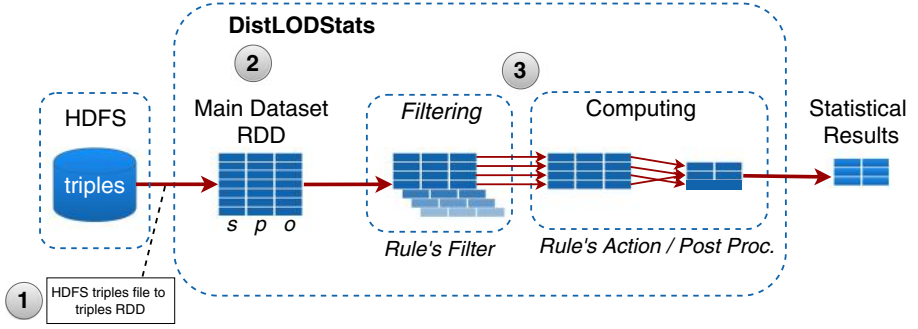 DistLODStats
2
3
HDFS
triples
Main Dataset
RDD
s p o
Filtering
Rule's Filter
Computing
Rule's Action / Post Proc.
Statistical
Results
1
HDFS triples file to
triples RDD